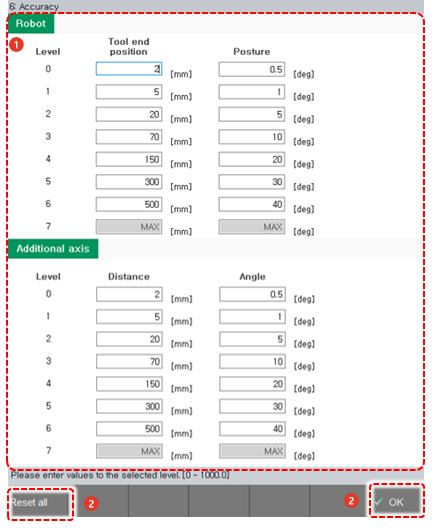 6: Accuracy
Robot
1
Level Tool end position Posture
0 2 [mm] 0.5 [deg]
1 5 [mm] 1 [deg]
2 20 [mm] 5 [deg]
3 70 [mm] 10 [deg]
4 150 [mm] 20 [deg]
5 300 [mm] 30 [deg]
6 500 [mm] 40 [deg]
7 MAX [mm] MAX [deg]
Additional axis
Level Distance Angle
0 2 [mm] 0.5 [deg]
1 5 [mm] 1 [deg]
2 20 [mm] 5 [deg]
3 70 [mm] 10 [deg]
4 150 [mm] 20 [deg]
5 300 [mm] 30 [deg]
6 500 [mm] 40 [deg]
7 MAX [mm] MAX [deg]
Please enter values to the selected level.[0 - 1000.0]
Reset all 2 2 ✓ OK